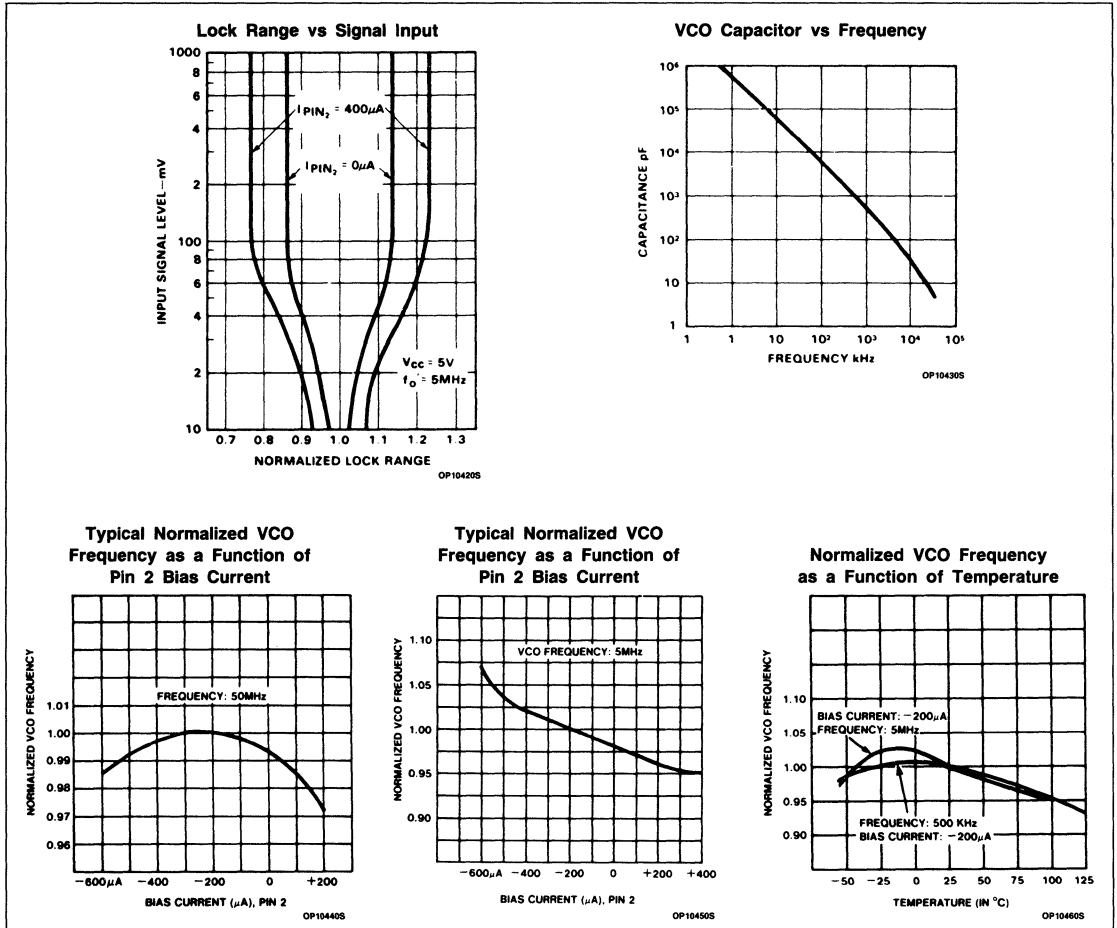 Lock Range vs Signal Input
1000
8
6
4
2
100
8
6
4
2
10
INPUT SIGNAL LEVEL—mV
I PIN₂ = 400μA
I PIN₂ = 0μA
VCC = 5V
fo = 5MHz
0.7 0.8 0.9 1.0 1.1 1.2 1.3
NORMALIZED LOCK RANGE
OP10420S
VCO Capacitor vs Frequency
10⁶
10⁵
10⁴
10³
10²
10
1
CAPACITANCE pF
1 1 10 10² 10³ 10⁴ 10⁵
FREQUENCY kHz
OP10430S
Typical Normalized VCO
Frequency as a Function of
Pin 2 Bias Current
NORMALIZED VCO FREQUENCY
FREQUENCY: 50MHz
1.01
1.00
0.99
0.98
0.97
0.96
−600μA −400 −200 0 +200
BIAS CURRENT (μA), PIN 2
OP10440S
Typical Normalized VCO
Frequency as a Function of
Pin 2 Bias Current
NORMALIZED VCO FREQUENCY
VCO FREQUENCY: 5MHz
1.10
1.05
1.00
0.95
0.90
−600μA −400 −200 0 +200 +400
BIAS CURRENT (μA), PIN 2
OP10450S
Normalized VCO Frequency
as a Function of Temperature
NORMALIZED VCO FREQUENCY
1.10
1.05
1.00
0.95
0.90
BIAS CURRENT: −200μA
FREQUENCY: 5MHz
FREQUENCY: 500 KHz
BIAS CURRENT: −200μA
−50 −25 0 25 50 75 100 125
TEMPERATURE (IN °C)
OP10460S